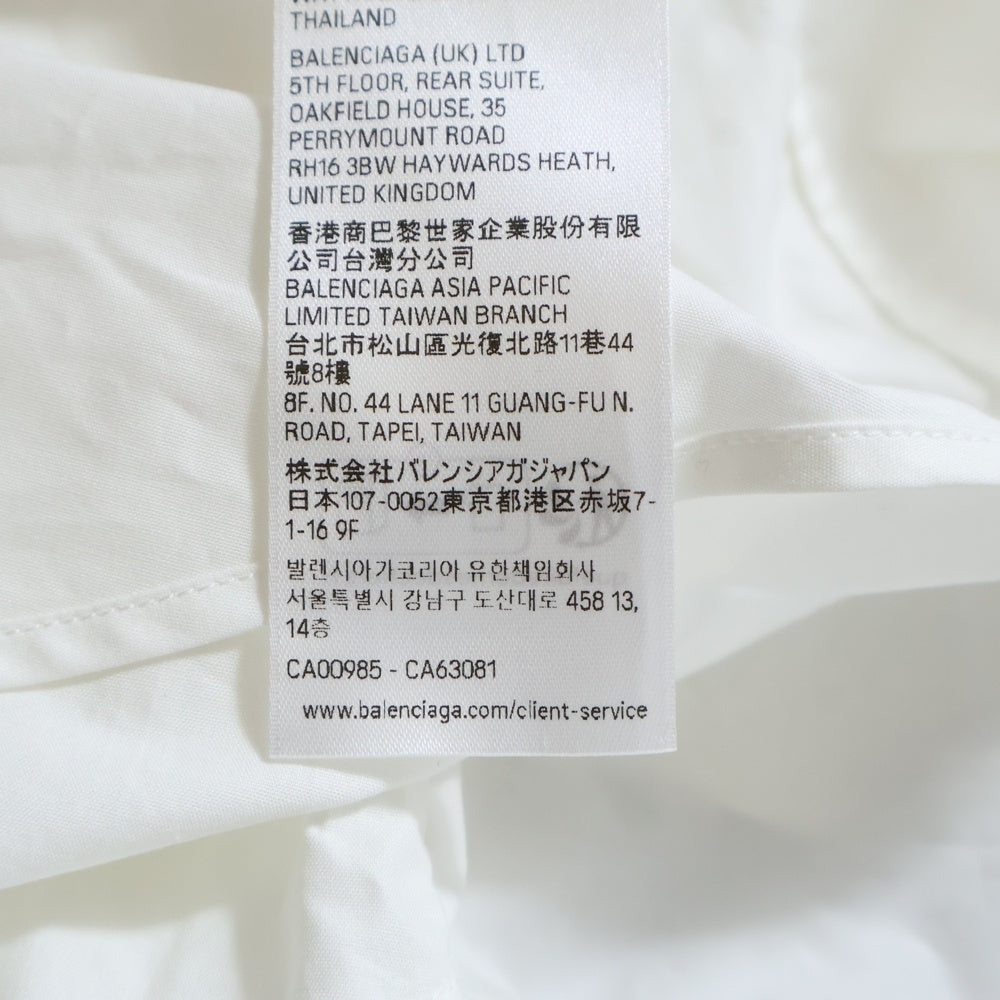 THAILAND
BALENCIAGA (UK) LTD
5TH FLOOR, REAR SUITE,
OAKFIELD HOUSE, 35
PERRYMOUNT ROAD
RH16 3BW HAYWARDS HEATH,
UNITED KINGDOM
香港商巴黎世家企業股份有限
公司台灣分公司
BALENCIAGA ASIA PACIFIC
LIMITED TAIWAN BRANCH
台北市松山區光復北路11巷44
號8樓
8F. NO. 44 LANE 11 GUANG-FU N.
ROAD, TAPEI, TAIWAN
株式会社バレンシアガジャパン
日本107-0052東京都港区赤坂7-
1-16 9F
발렌시아가코리아 유한책임회사
서울특별시 강남구 도산대로 458 13,
14층
CA00985 - CA63081
www.balenciaga.com/client-service